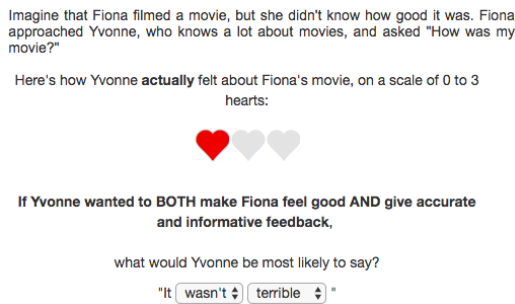 Imagine that Fiona filmed a movie, but she didn't know how good it was. Fiona
approached Yvonne, who knows a lot about movies, and asked "How was my
movie?"
Here's how Yvonne actually felt about Fiona's movie, on a scale of 0 to 3
hearts:
If Yvonne wanted to BOTH make Fiona feel good AND give accurate
and informative feedback,
what would Yvonne be most likely to say?
"It wasn't terrible "